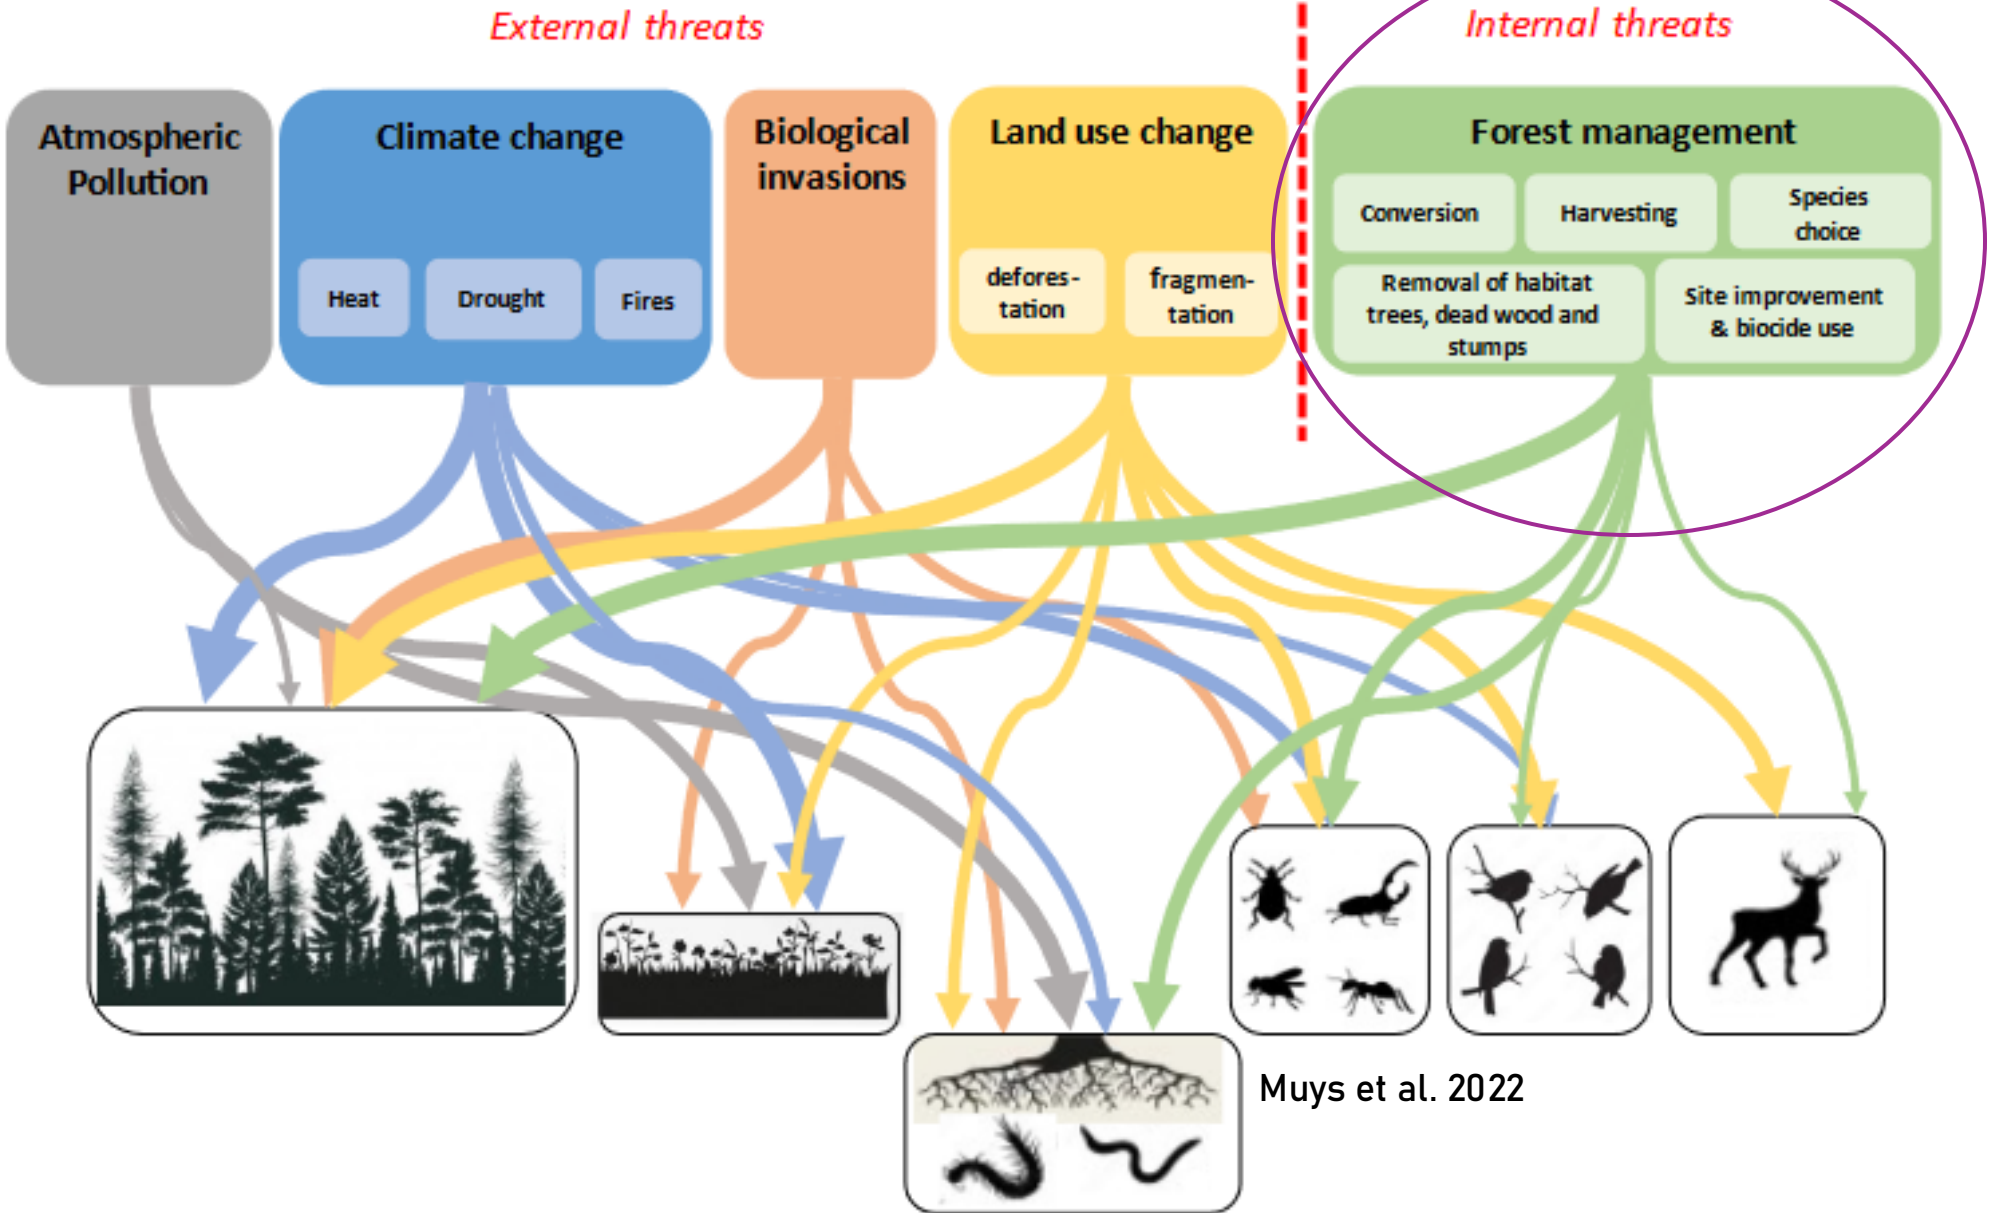 External threats
Internal threats
Atmospheric
Pollution
Climate change
Heat
Drought
Fires
Biological
invasions
Land use change
defores-
tation
fragmen-
tation
Forest management
Conversion
Harvesting
Species
choice
Removal of habitat
trees, dead wood and
stumps
Site improvement
& biocide use
Muys et al. 2022